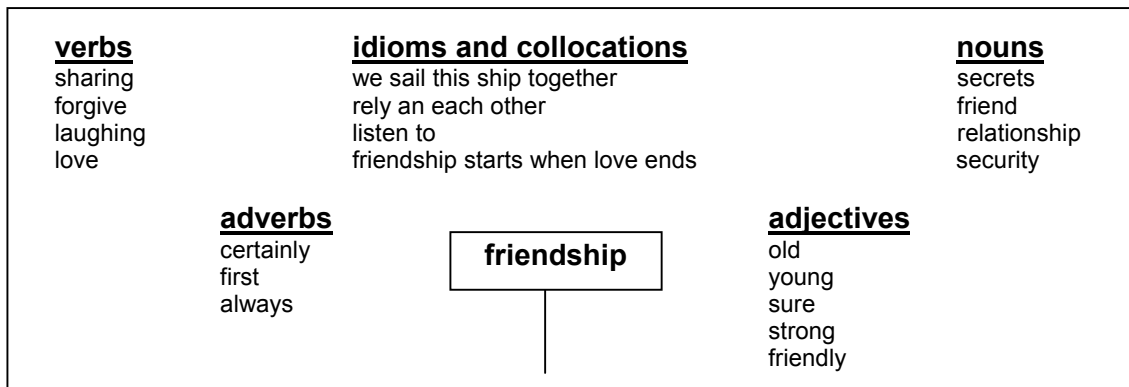 verbs
sharing
forgive
laughing
love
idioms and collocations
we sail this ship together
rely an each other
listen to
friendship starts when love ends
nouns
secrets
friend
relationship
security
adverbs
certainly
first
always
friendship
adjectives
old
young
sure
strong
friendly